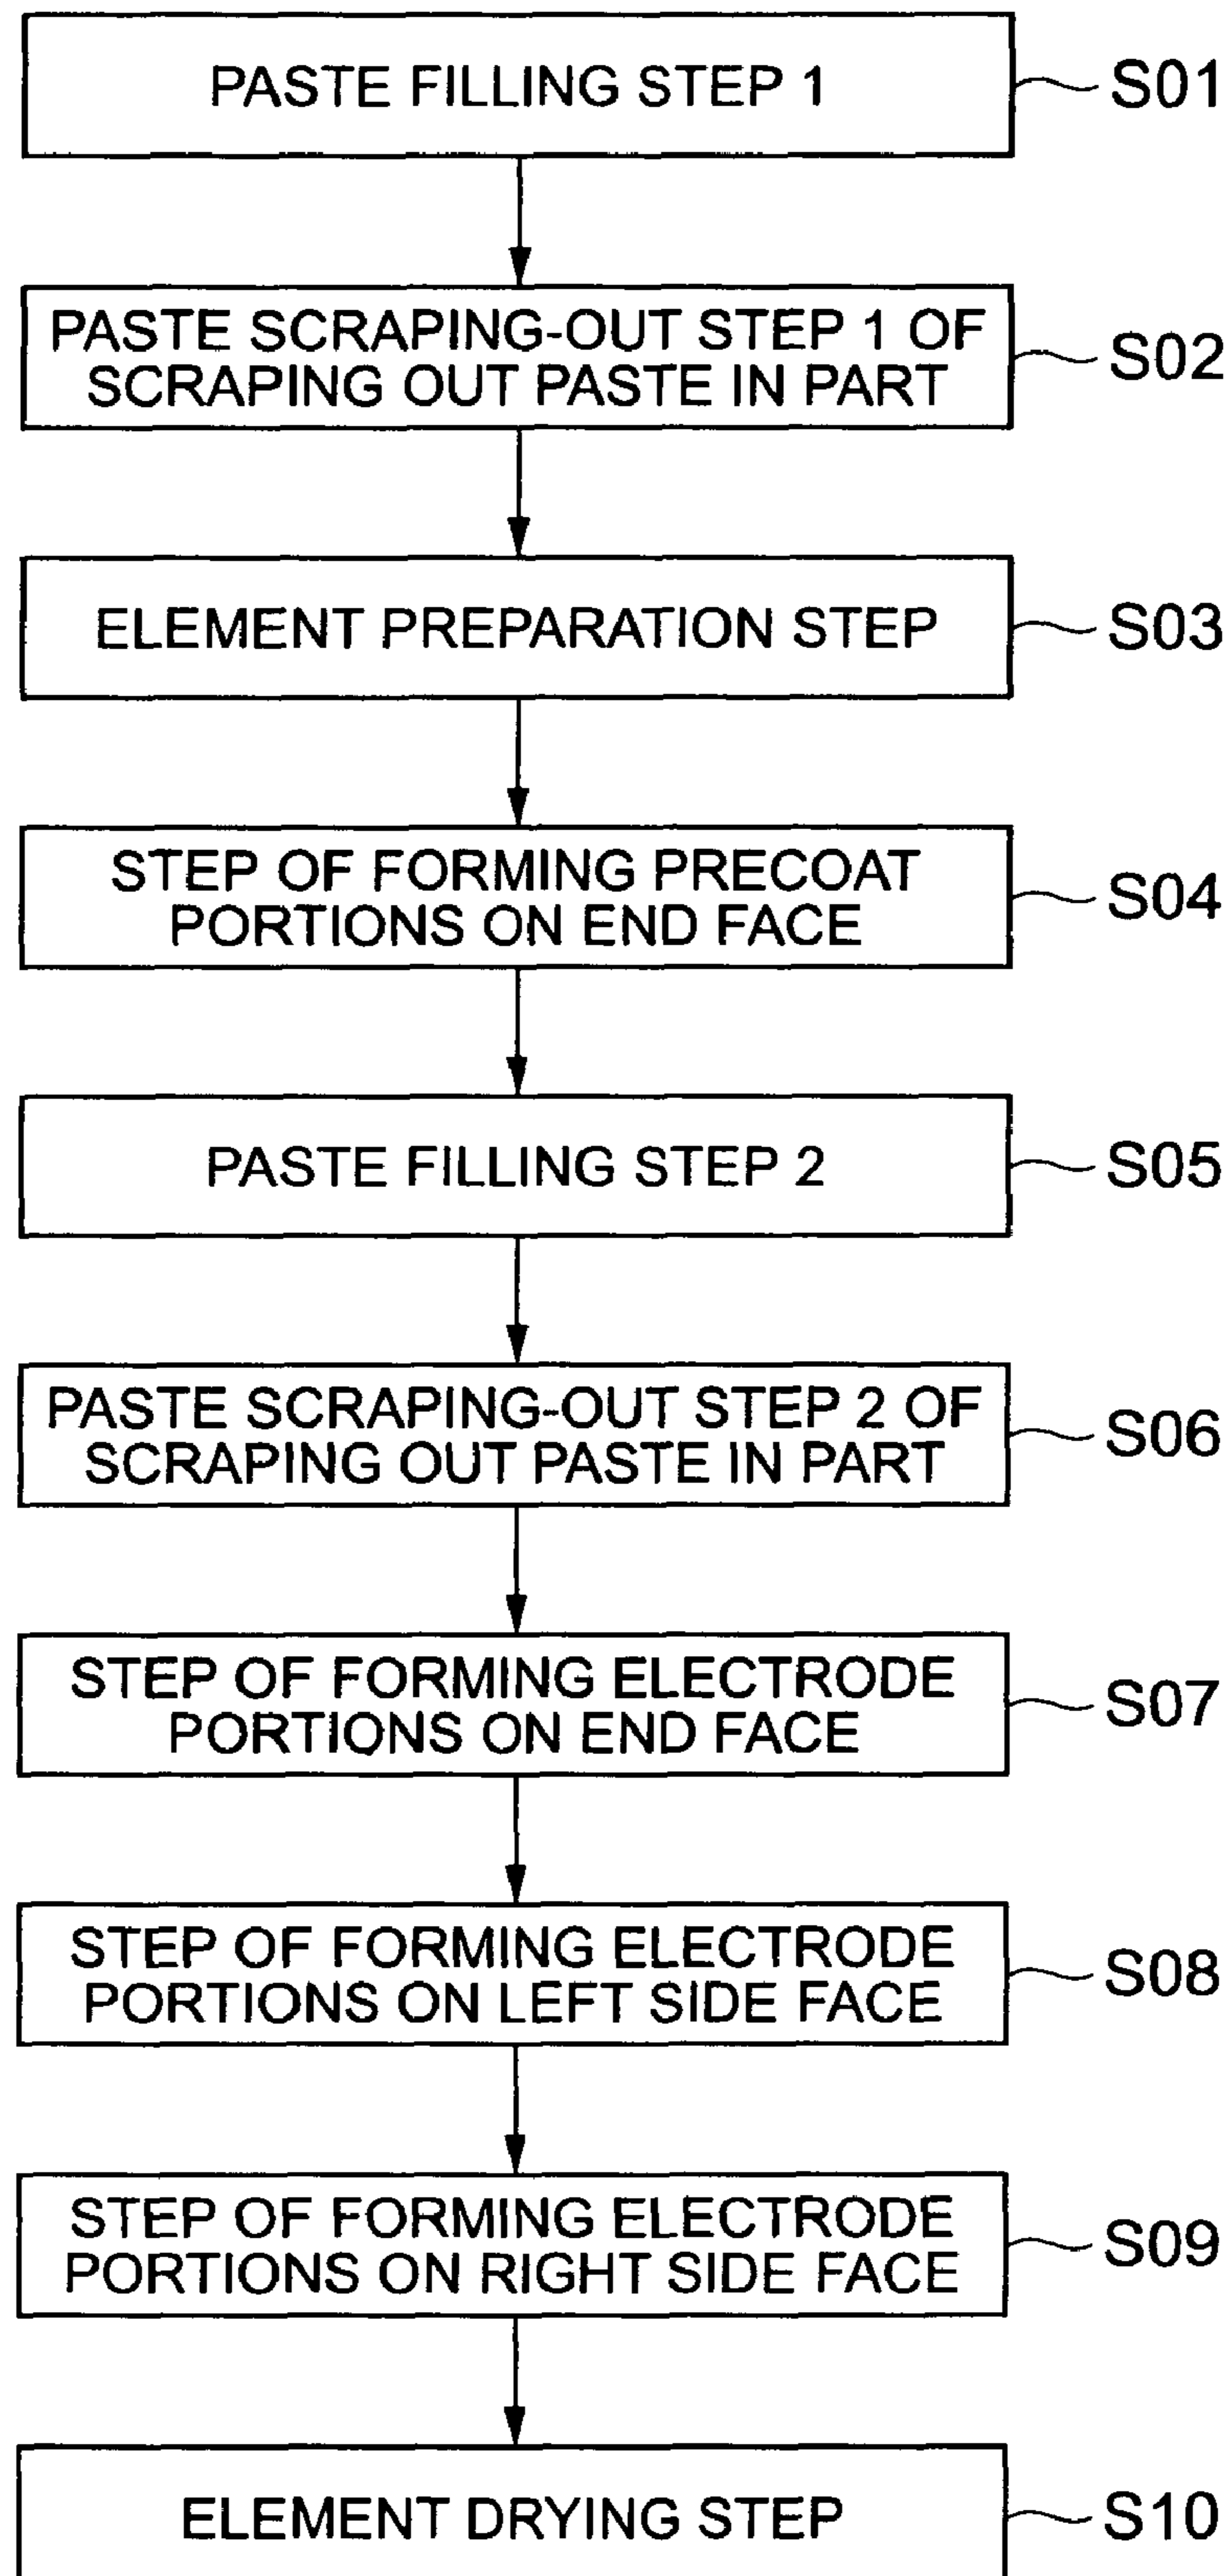 PASTE FILLING STEP 1
S01
PASTE SCRAPING-OUT STEP 1 OF
SCRAPING OUT PASTE IN PART
S02
ELEMENT PREPARATION STEP
S03
STEP OF FORMING PRECOAT
PORTIONS ON END FACE
S04
PASTE FILLING STEP 2
S05
PASTE SCRAPING-OUT STEP 2 OF
SCRAPING OUT PASTE IN PART
S06
STEP OF FORMING ELECTRODE
PORTIONS ON END FACE
S07
STEP OF FORMING ELECTRODE
PORTIONS ON LEFT SIDE FACE
S08
STEP OF FORMING ELECTRODE
PORTIONS ON RIGHT SIDE FACE
S09
ELEMENT DRYING STEP
S10